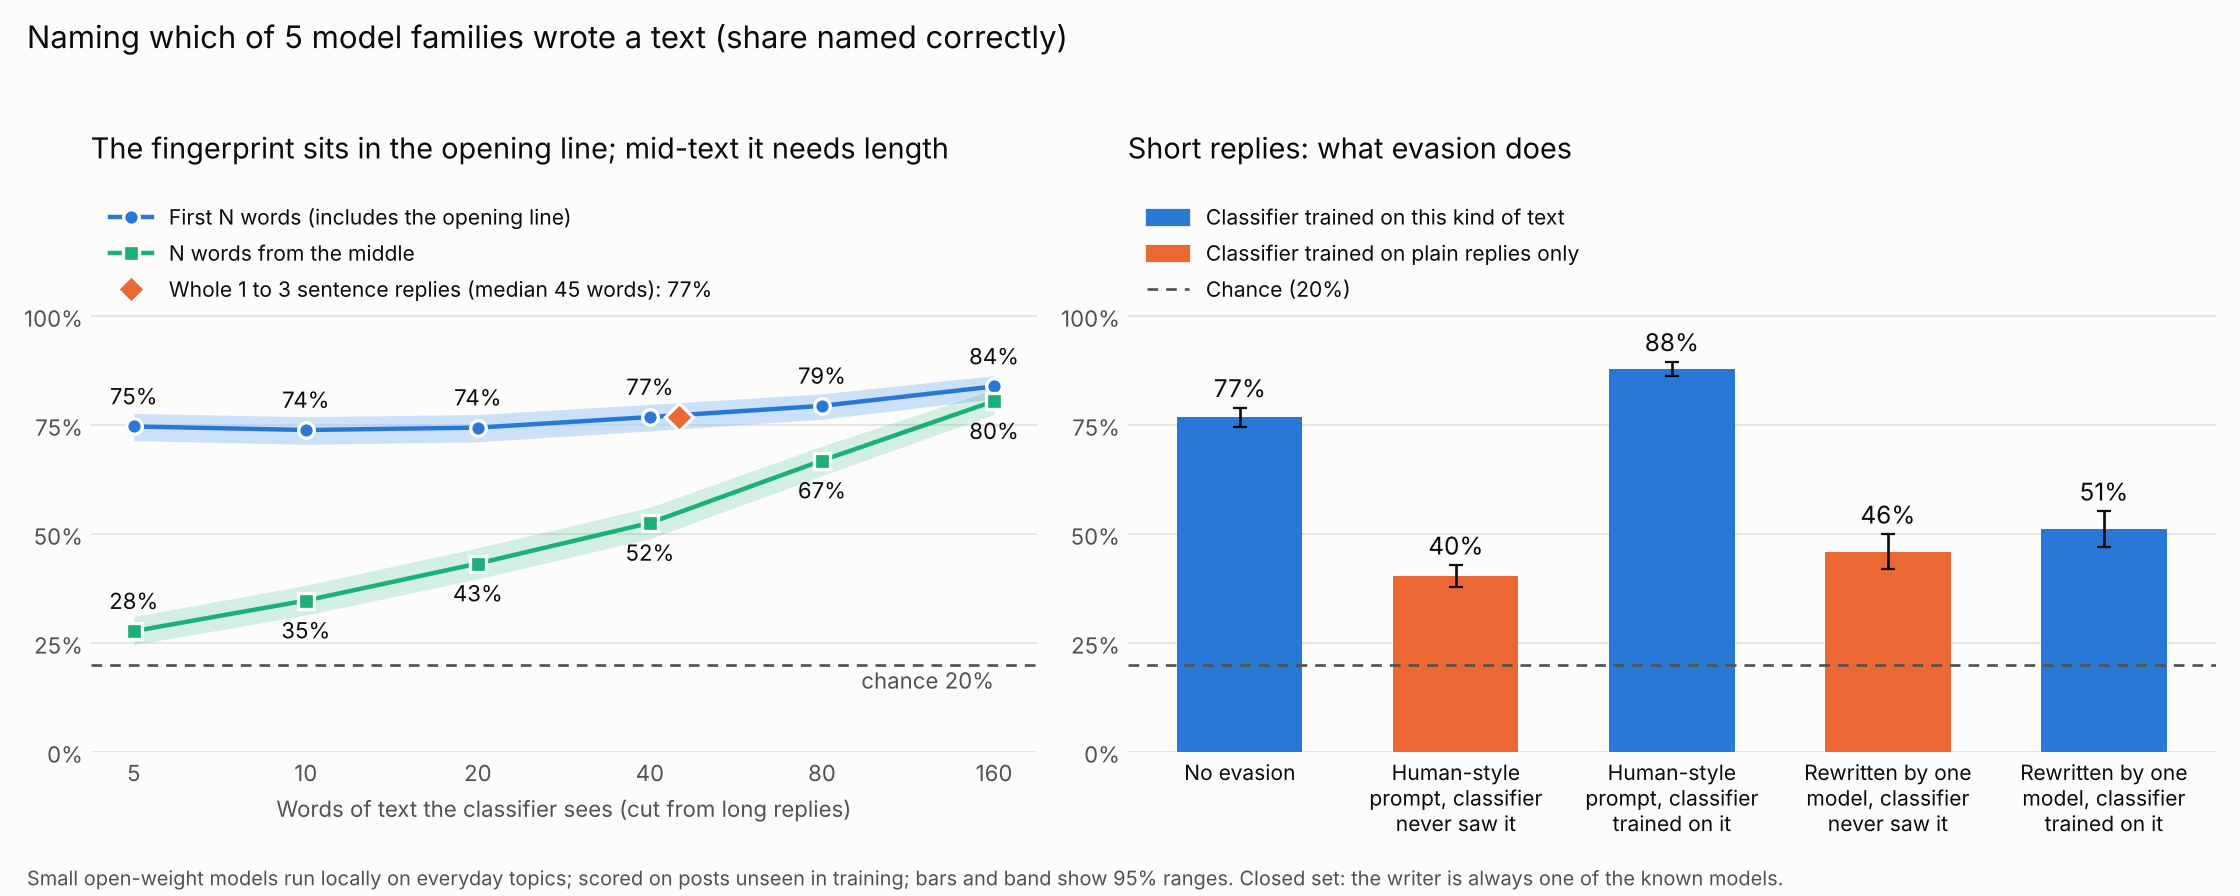 Naming which of 5 model families wrote a text (share named correctly)
The fingerprint sits in the opening line; mid-text it needs length
First N words (includes the opening line)
N words from the middle
Whole 1 to 3 sentence replies (median 45 words): 77%
100%
75%
50%
25%
0%
75%
74%
74%
77%
79%
84%
28%
35%
43%
52%
67%
80%
chance 20%
5
10
20
40
80
160
Words of text the classifier sees (cut from long replies)
Short replies: what evasion does
Classifier trained on this kind of text
Classifier trained on plain replies only
Chance (20%)
100%
75%
50%
25%
0%
77%
40%
88%
46%
51%
No evasion
Human-style
prompt, classifier
never saw it
Human-style
prompt, classifier
trained on it
Rewritten by one
model, classifier
never saw it
Rewritten by one
model, classifier
trained on it
Small open-weight models run locally on everyday topics; scored on posts unseen in training; bars and band show 95% ranges. Closed set: the writer is always one of the known models.